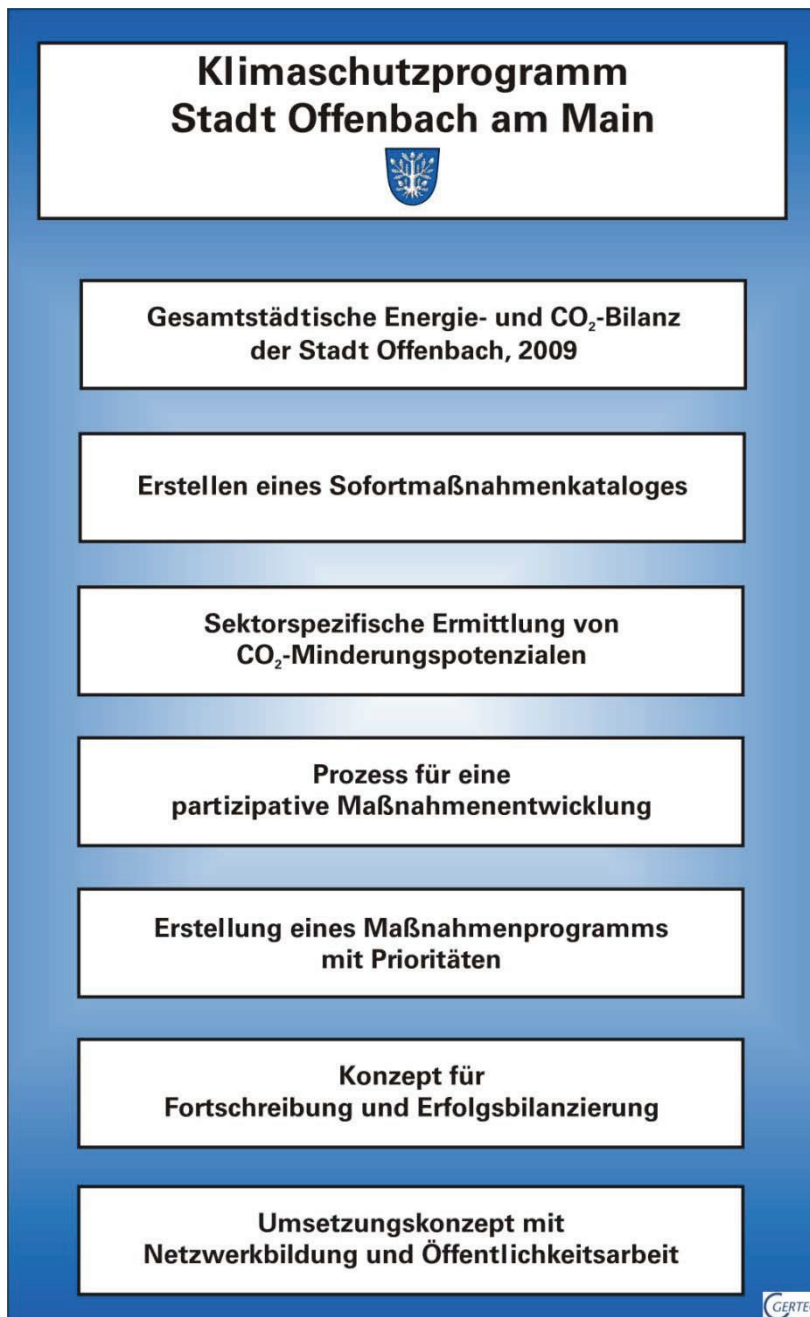 Klimaschutzprogramm
Stadt Offenbach am Main
Gesamtstädtische Energie- und CO₂-Bilanz
der Stadt Offenbach, 2009
Erstellen eines Sofortmaßnahmenkataloges
Sektorspezifische Ermittlung von
CO₂-Minderungspotenzialen
Prozess für eine
partizipative Maßnahmenentwicklung
Erstellung eines Maßnahmenprogramms
mit Prioritäten
Konzept für
Fortschreibung und Erfolgsbilanzierung
Umsetzungskonzept mit
Netzwerkbildung und Öffentlichkeitsarbeit